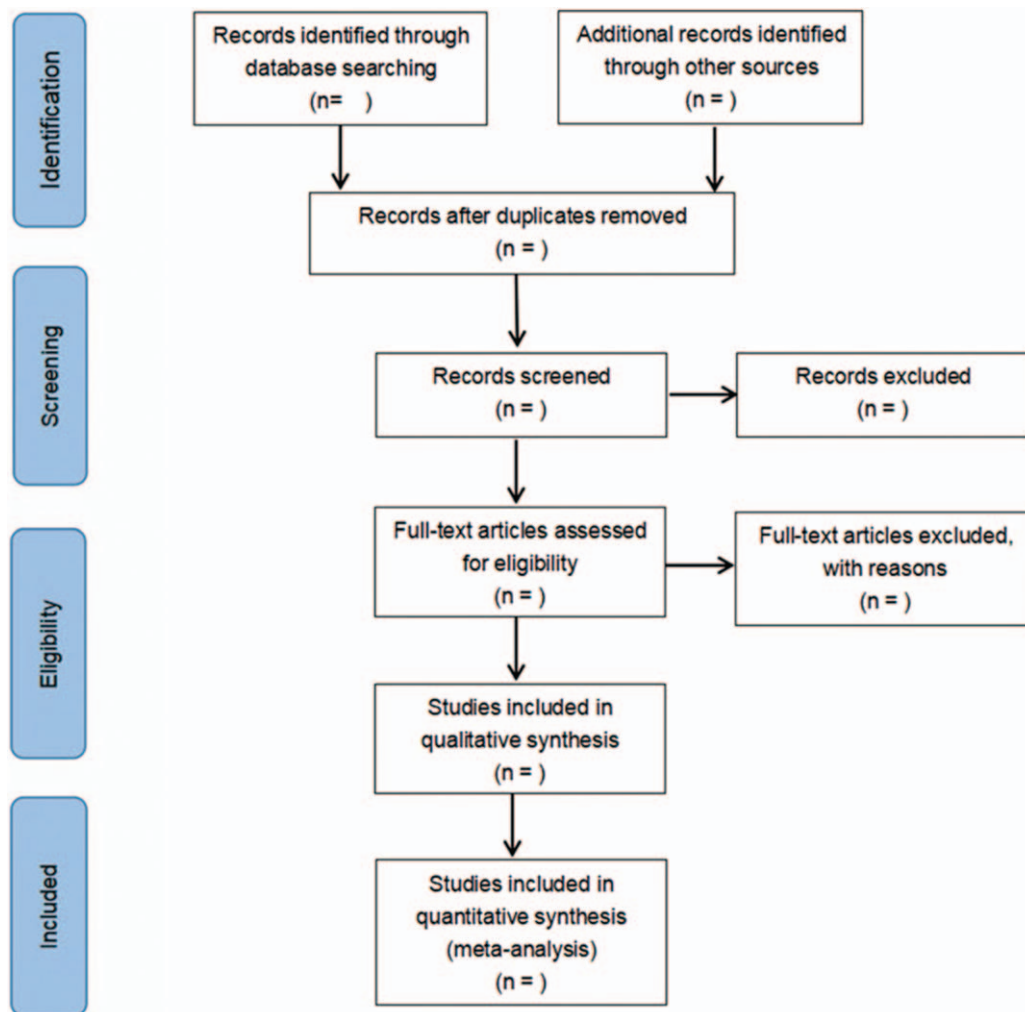 Identification
Records identified through
database searching
(n=    )
Additional records identified
through other sources
(n = )
Records after duplicates removed
(n = )
Screening
Records screened
(n = )
Records excluded
(n = )
Eligibility
Full-text articles assessed
for eligibility
(n = )
Full-text articles excluded,
with reasons
(n = )
Studies included in
qualitative synthesis
(n = )
Included
Studies included in
quantitative synthesis
(meta-analysis)
(n = )